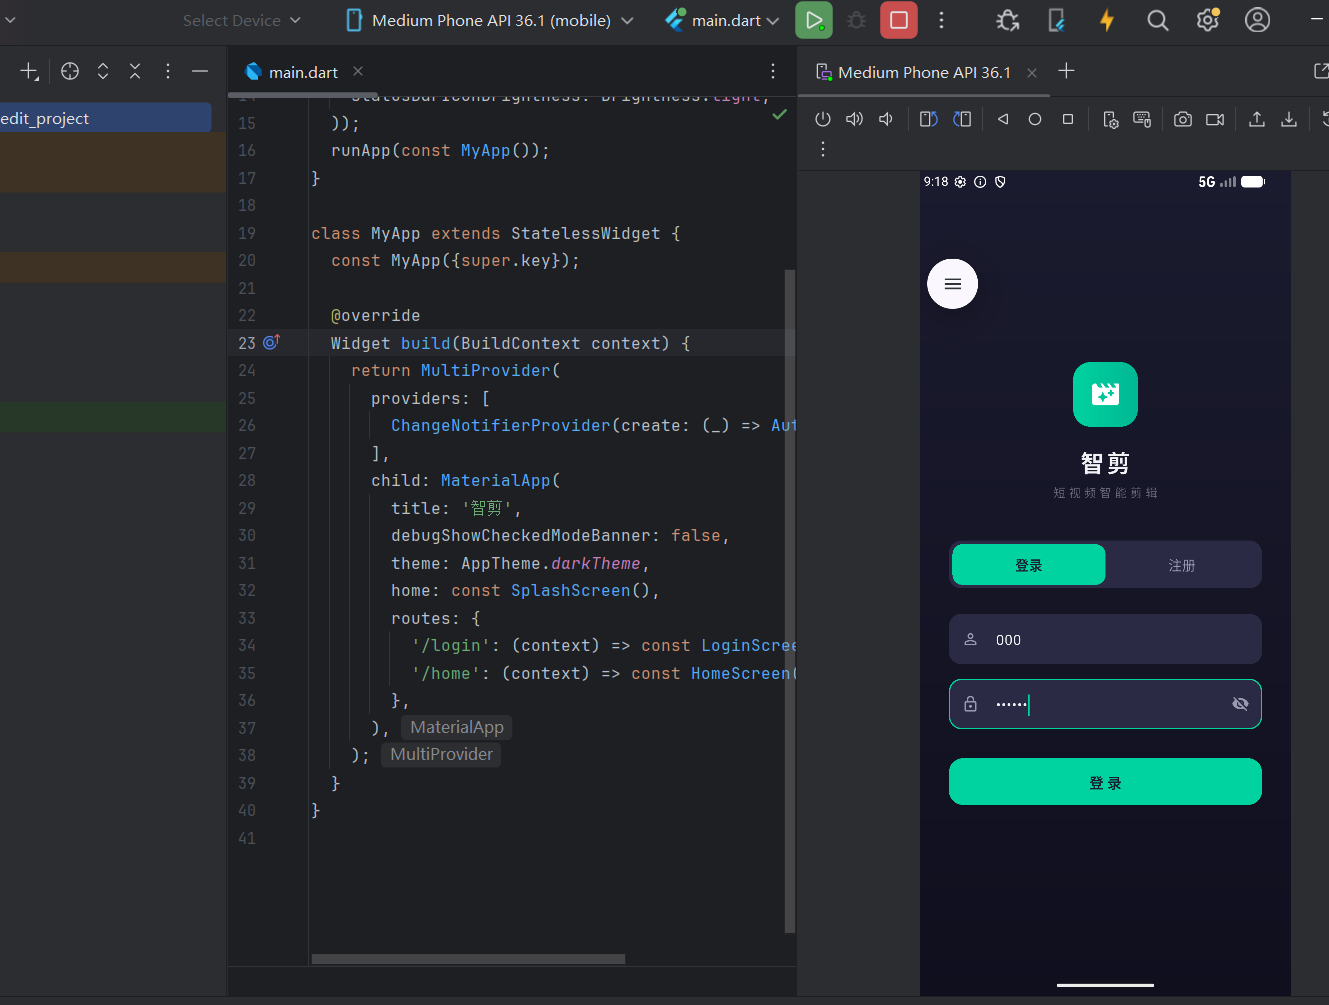 Select Device
Medium Phone API 36.1 (mobile)
main.dart
main.dart
Medium Phone API 36.1
edit_project
15 ));
16 runApp(const MyApp());
17 }
18
19 class MyApp extends StatelessWidget {
20 const MyApp({super.key});
21
22 @override
23 Widget build(BuildContext context) {
24 return MultiProvider(
25 providers: [
26 ChangeNotifierProvider(create: (_) => Aut
27 ],
28 child: MaterialApp(
29 title: '智剪',
30 debugShowCheckedModeBanner: false,
31 theme: AppTheme.darkTheme,
32 home: const SplashScreen(),
33 routes: {
34 '/login': (context) => const LoginScree
35 '/home': (context) => const HomeScreen(
36 },
37 ), MaterialApp
38 ); MultiProvider
39 }
40 }
41
9:18
5G
智剪
短视频智能剪辑
登录
注册
000
••••••
登 录